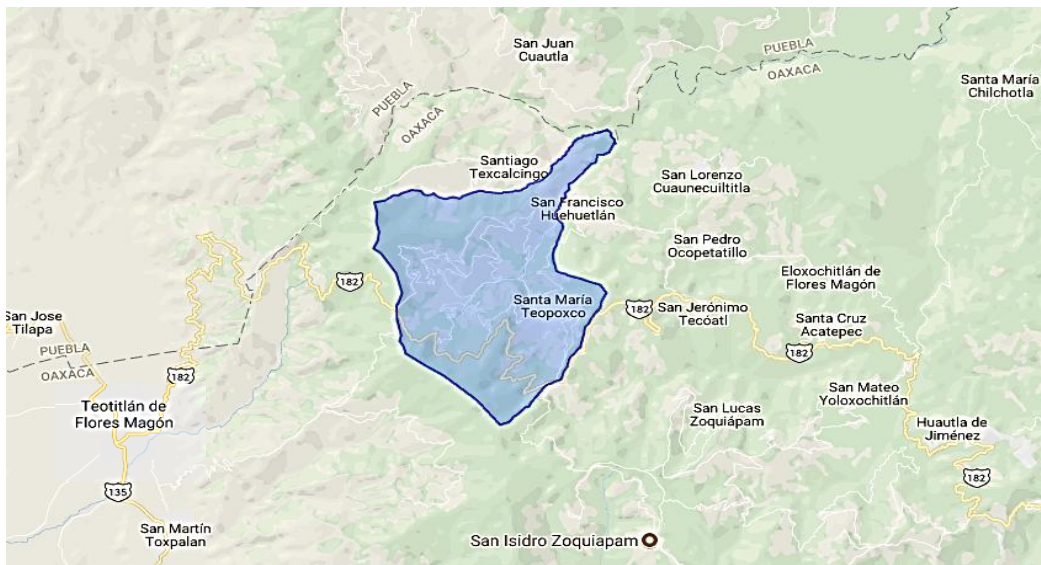 San Juan
Cuautla
PUEBLA
OAXACA
Santa María
Chilchotla
PUEBLA
OAXACA
Santiago
Texcalcingo
San Lorenzo
Cuaunecuiltitla
San Francisco
Huehuetlán
San Pedro
Ocopetatillo
Eloxochitlán de
Flores Magón
182
Santa María
Teopoxco
182
San Jerónimo
Tecóatl
San Jose
Tilapa
Santa Cruz
Acatepec
PUEBLA
OAXACA
182
182
San Mateo
Yoloxochitlán
Teotitlán de
Flores Magón
San Lucas
Zoquiápam
Huautla de
Jiménez
135
182
San Martín
Toxpalan
San Isidro Zoquiapam